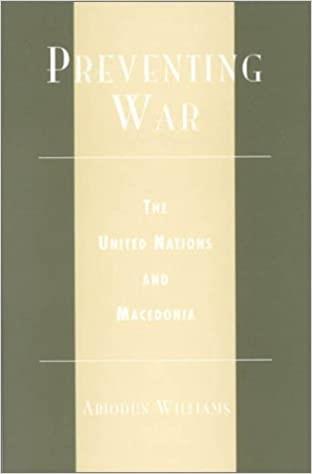 PREVENTING
WAR
THE
UNITED NATIONS
AND
MACEDONIA
ABIODUN WILLIAMS